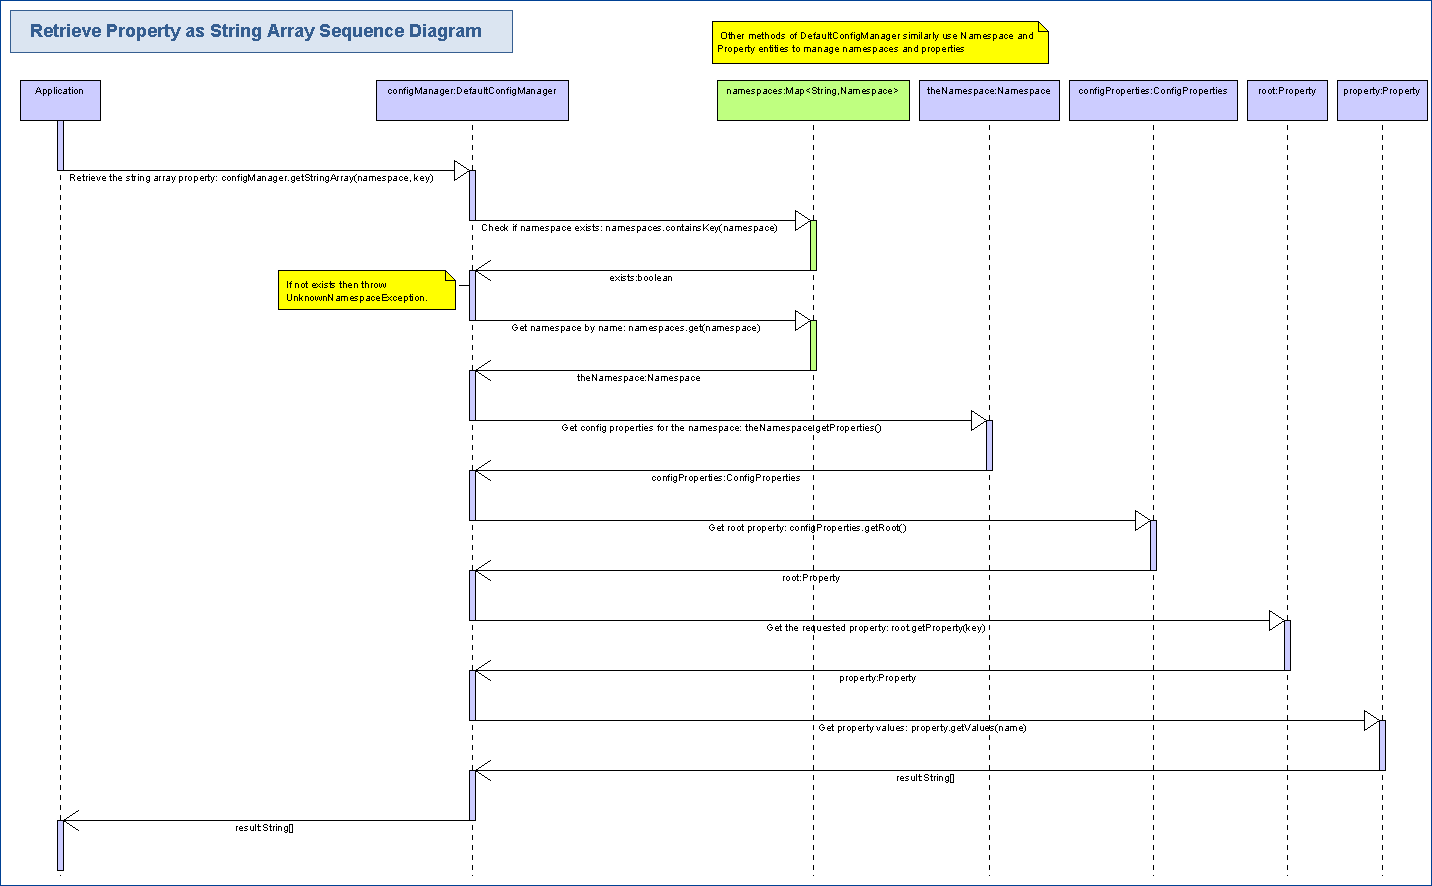 Retrieve Property as String Array Sequence Diagram
Other methods of DefaultConfigManager similarly use Namespace and
Property entities to manage namespaces and properties
Application
configManager:DefaultConfigManager
namespaces:Map<String,Namespace>
theNamespace:Namespace
configProperties:ConfigProperties
root:Property
property:Property
Retrieve the string array property: configManager.getStringArray(namespace, key)
Check if namespace exists: namespaces.containsKey(namespace)
exists:boolean
If not exists then throw
UnknownNamespaceException.
Get namespace by name: namespaces.get(namespace)
theNamespace:Namespace
Get config properties for the namespace: theNamespace.getProperties()
configProperties:ConfigProperties
Get root property: configProperties.getRoot()
root:Property
Get the requested property: root.getProperty(key)
property:Property
Get property values: property.getValues(name)
result:String[]
result:String[]